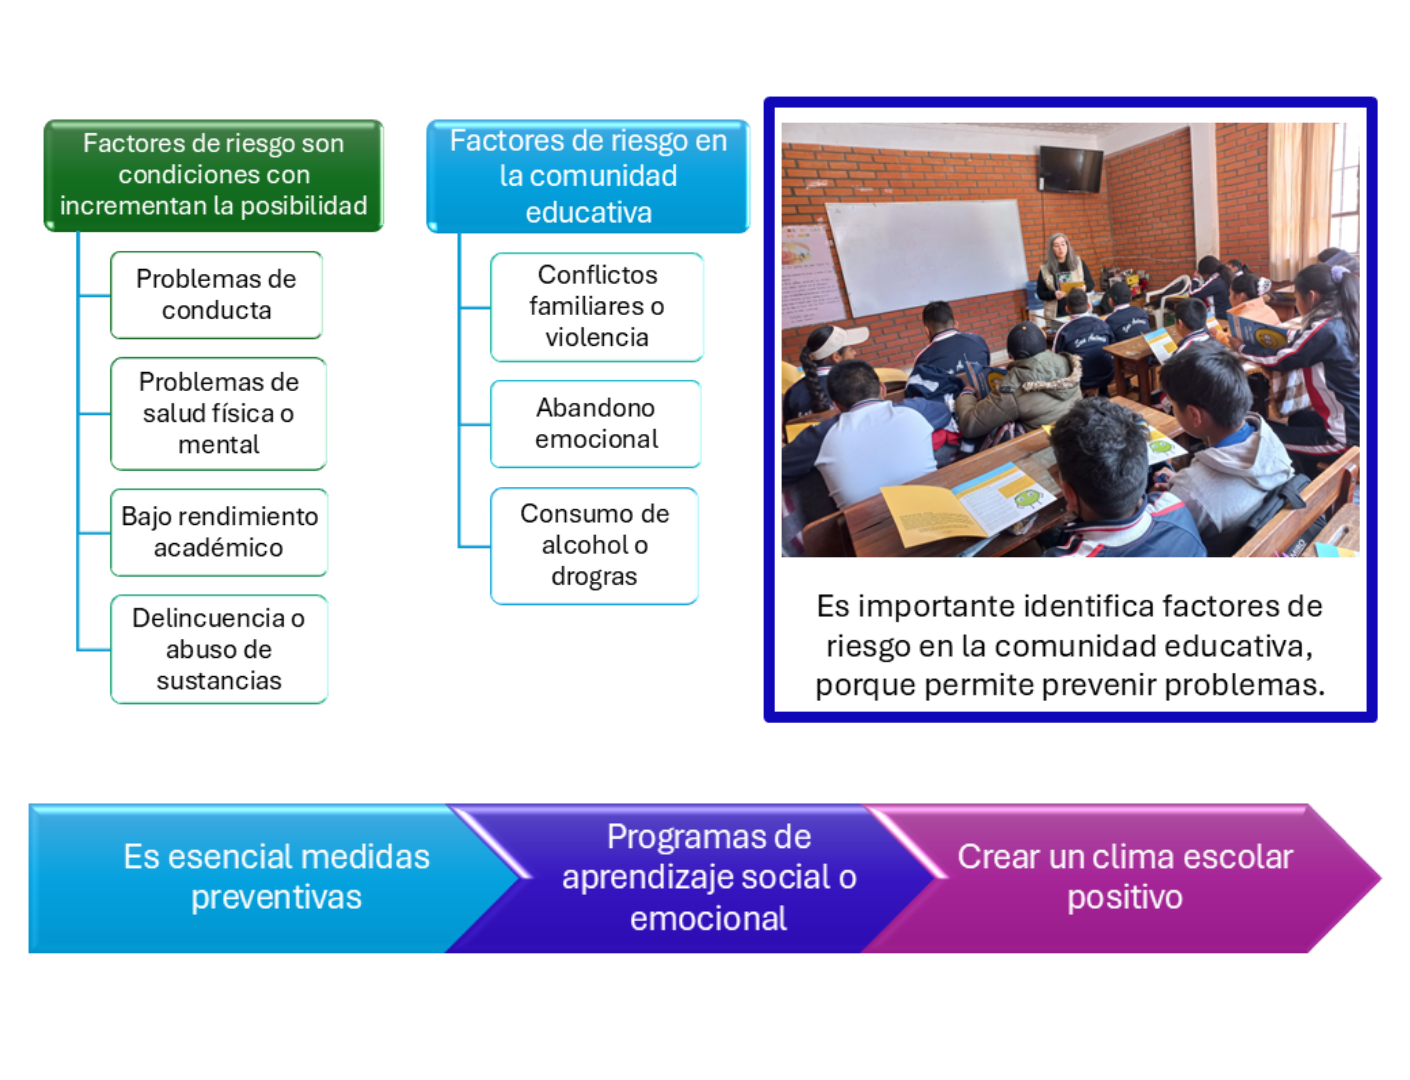 Factores de riesgo son
condiciones con
incrementan la posibilidad
Problemas de
conducta
Problemas de
salud física o
mental
Bajo rendimiento
académico
Delincuencia o
abuso de
sustancias
Factores de riesgo en
la comunidad
educativa
Conflictos
familiares o
violencia
Abandono
emocional
Consumo de
alcohol o
drogras
Es importante identifica factores de
riesgo en la comunidad educativa,
porque permite prevenir problemas.
Es esencial medidas
preventivas
Programas de
aprendizaje social o
emocional
Crear un clima escolar
positivo